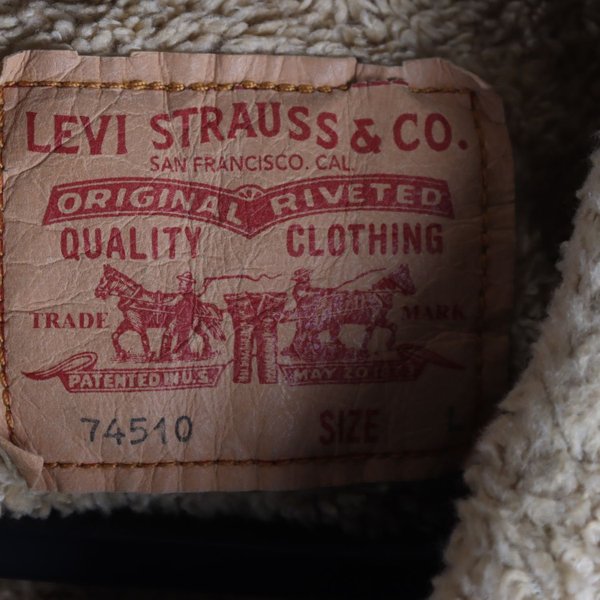 LEVI STRAUSS & CO.
SAN FRANCISCO. CAL.
ORIGINAL RIVETED
QUALITY CLOTHING
TRADE MARK
PATENTED IN U.S. MAY 20 1873
74510 SIZE L